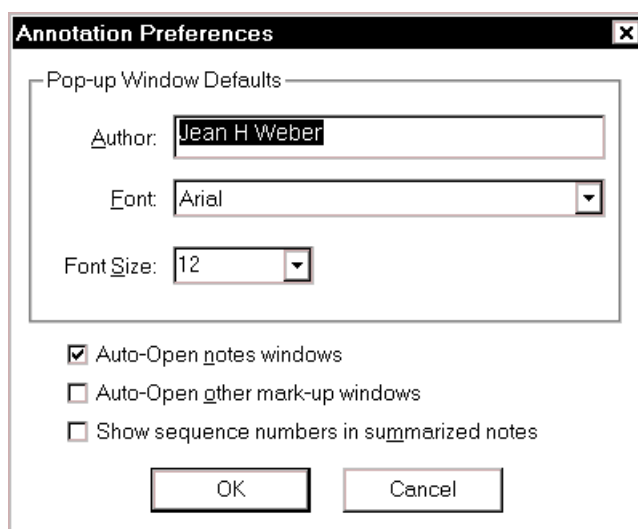 Annotation Preferences
Pop-up Window Defaults
Author: Jean H Weber
Font: Arial
Font Size: 12
Auto-Open notes windows
Auto-Open other mark-up windows
Show sequence numbers in summarized notes
OK Cancel